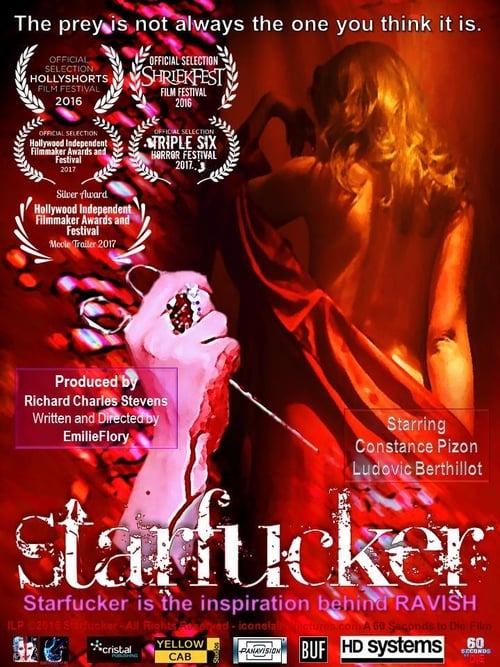 The prey is not always the one you think it is.
OFFICIAL
SELECTION
HOLLYSHORTS
FILM FESTIVAL
2016
OFFICIAL SELECTION
SHRIEKFEST
FILM FESTIVAL
2016
OFFICIAL SELECTION
Hollywood Independent
Filmmaker Awards and
Festival
2017
OFFICIAL SELECTION
TRIPLE SIX
HORROR FESTIVAL
2017
Silver Award
Hollywood Independent
Filmmaker Awards and
Festival
Movie Trailer 2017
Produced by
Richard Charles Stevens
Written and Directed by
EmilieFlory
Starring
Constance Pizon
Ludovic Berthillot
starfucker
Starfucker is the inspiration behind RAVISH
ILP ©2016 Starfucker - All Rights Reserved - iconelabpictures.com A 60 Seconds to Die Film
cristal
PUBLISHING
YELLOW
CAB
Studios
PANAVISION
BUF
HD systems
60
SECONDS